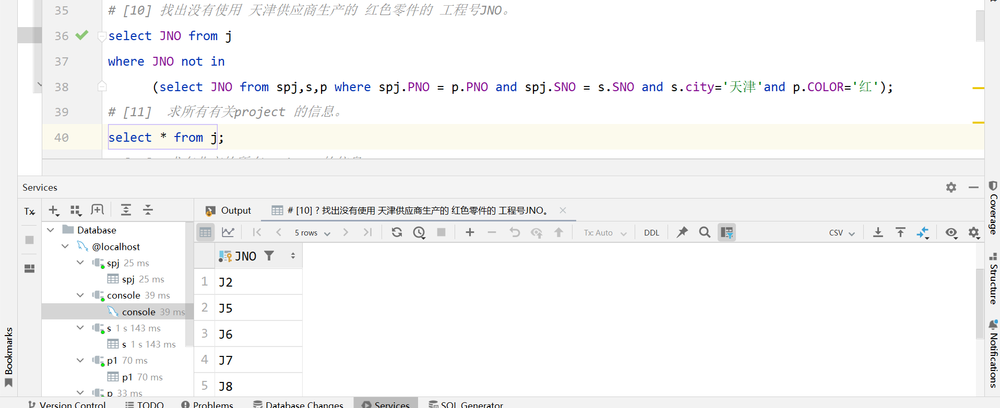 35 # [10] 找出没有使用 天津供应商生产的 红色零件的 工程号JNO。
36 select JNO from j
37 where JNO not in
38 (select JNO from spj,s,p where spj.PNO = p.PNO and spj.SNO = s.SNO and s.city='天津'and p.COLOR='红');
39 # [11] 求所有有关project 的信息。
40 select * from j;
Services
Tx
Output
# [10] ? 找出没有使用 天津供应商生产的 红色零件的 工程号JNO。
Database
@localhost
spj 25 ms
spj 25 ms
console 39 ms
console 39 ms
s 1 s 143 ms
s 1 s 143 ms
p1 70 ms
p1 70 ms
p 33 ms
5 rows
Tx: Auto
DDL
CSV
JNO
1 J2
2 J5
3 J6
4 J7
5 J8
Bookmarks
Coverage
Structure
Notifications
Version Control
TODO
Problems
Database Changes
Services
SQL Generator